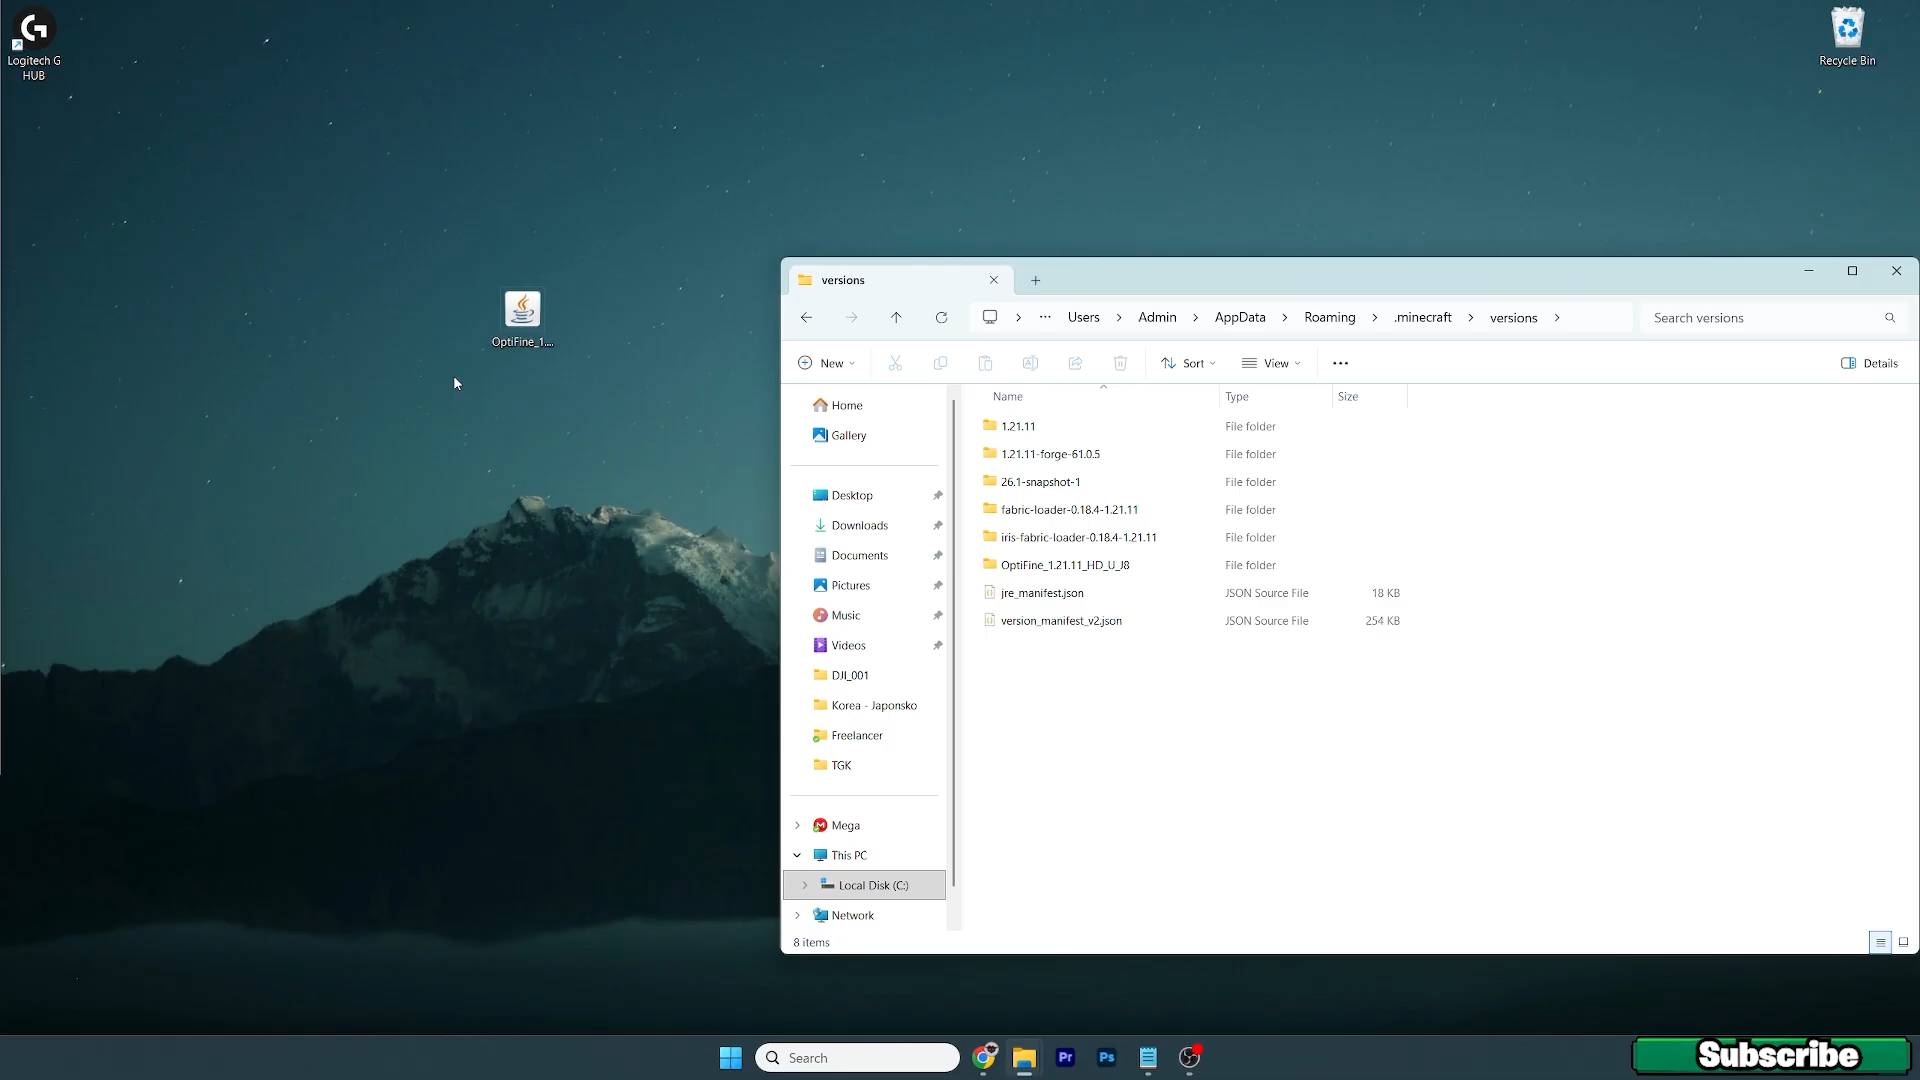 Logitech G
HUB
Recycle Bin
OptiFine_1....
versions
Users
Admin
AppData
Roaming
.minecraft
versions
Search versions
New
Sort
View
Details
Name
Type
Size
Home
Gallery
Desktop
Downloads
Documents
Pictures
Music
Videos
DJI_001
Korea - Japonsko
Freelancer
TGK
Mega
This PC
Local Disk (C:)
Network
1.21.11 File folder
1.21.11-forge-61.0.5 File folder
26.1-snapshot-1 File folder
fabric-loader-0.18.4-1.21.11 File folder
iris-fabric-loader-0.18.4-1.21.11 File folder
OptiFine_1.21.11_HD_U_J8 File folder
jre_manifest.json JSON Source File 18 KB
version_manifest_v2.json JSON Source File 254 KB
8 items
Search
Pr
Ps
Subscribe